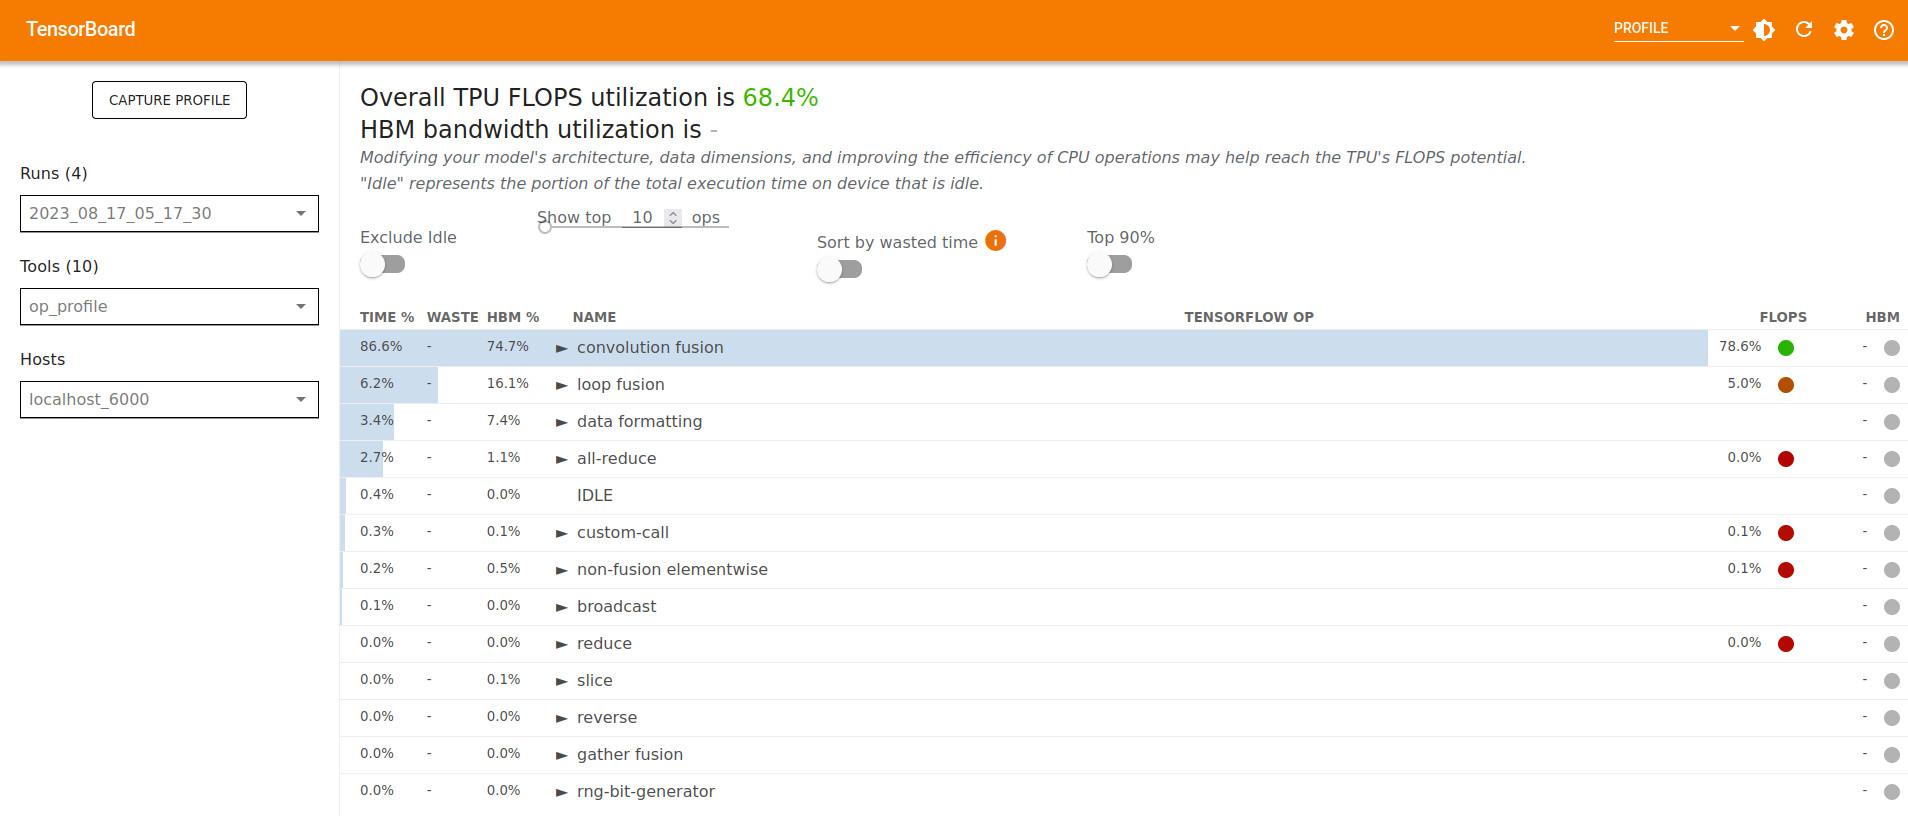 TensorBoard
PROFILE
CAPTURE PROFILE
Runs (4)
2023_08_17_05_17_30
Tools (10)
op_profile
Hosts
localhost_6000
Overall TPU FLOPS utilization is 68.4%
HBM bandwidth utilization is -
Modifying your model's architecture, data dimensions, and improving the efficiency of CPU operations may help reach the TPU's FLOPS potential.
"Idle" represents the portion of the total execution time on device that is idle.
Exclude Idle
Show top 10 ops
Sort by wasted time i
Top 90%
TIME % WASTE HBM % NAME TENSORFLOW OP FLOPS HBM
86.6% - 74.7% ► convolution fusion 78.6% -
6.2% - 16.1% ► loop fusion 5.0% -
3.4% - 7.4% ► data formatting -
2.7% - 1.1% ► all-reduce 0.0% -
0.4% - 0.0% IDLE -
0.3% - 0.1% ► custom-call 0.1% -
0.2% - 0.5% ► non-fusion elementwise 0.1% -
0.1% - 0.0% ► broadcast -
0.0% - 0.0% ► reduce 0.0% -
0.0% - 0.1% ► slice -
0.0% - 0.0% ► reverse -
0.0% - 0.0% ► gather fusion -
0.0% - 0.0% ► rng-bit-generator -